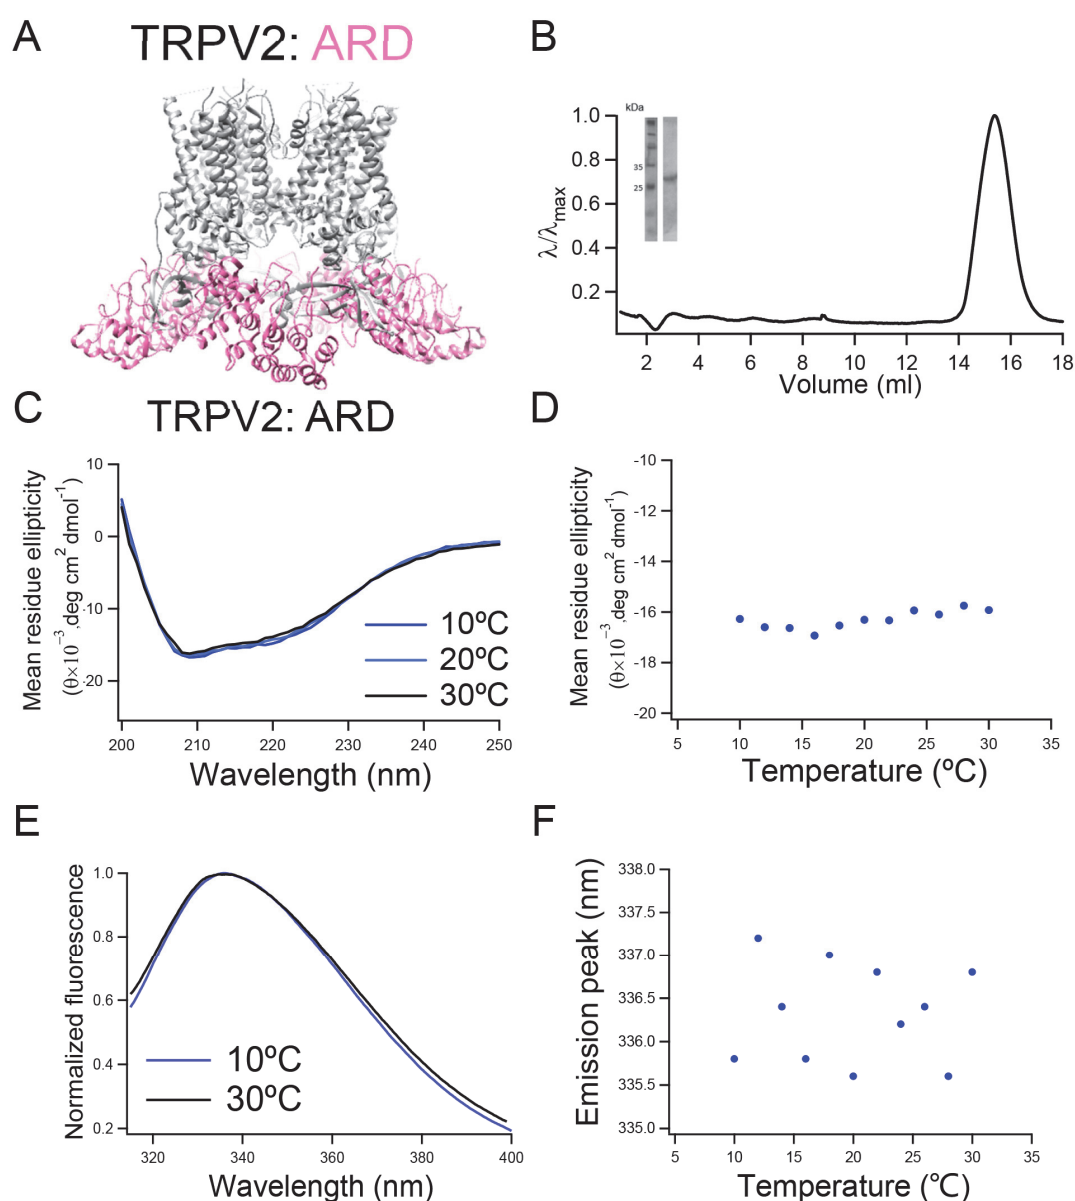 A
TRPV2: ARD
B
kDa
35
25
λ/λmax
1.0
0.8
0.6
0.4
0.2
2 4 6 8 10 12 14 16 18
Volume (ml)
C
TRPV2: ARD
Mean residue ellipticity
(θ×10⁻³,deg cm² dmol⁻¹)
10
0
-10
-20
10ºC
20ºC
30ºC
200 210 220 230 240 250
Wavelength (nm)
D
Mean residue ellipticity
(θ×10⁻³,deg cm² dmol⁻¹)
-10
-12
-14
-16
-18
-20
5 10 15 20 25 30 35
Temperature (ºC)
E
Normalized fluorescence
1.0
0.8
0.6
0.4
0.2
10ºC
30ºC
320 340 360 380 400
Wavelength (nm)
F
Emission peak (nm)
338.0
337.5
337.0
336.5
336.0
335.5
335.0
5 10 15 20 25 30 35
Temperature (℃)